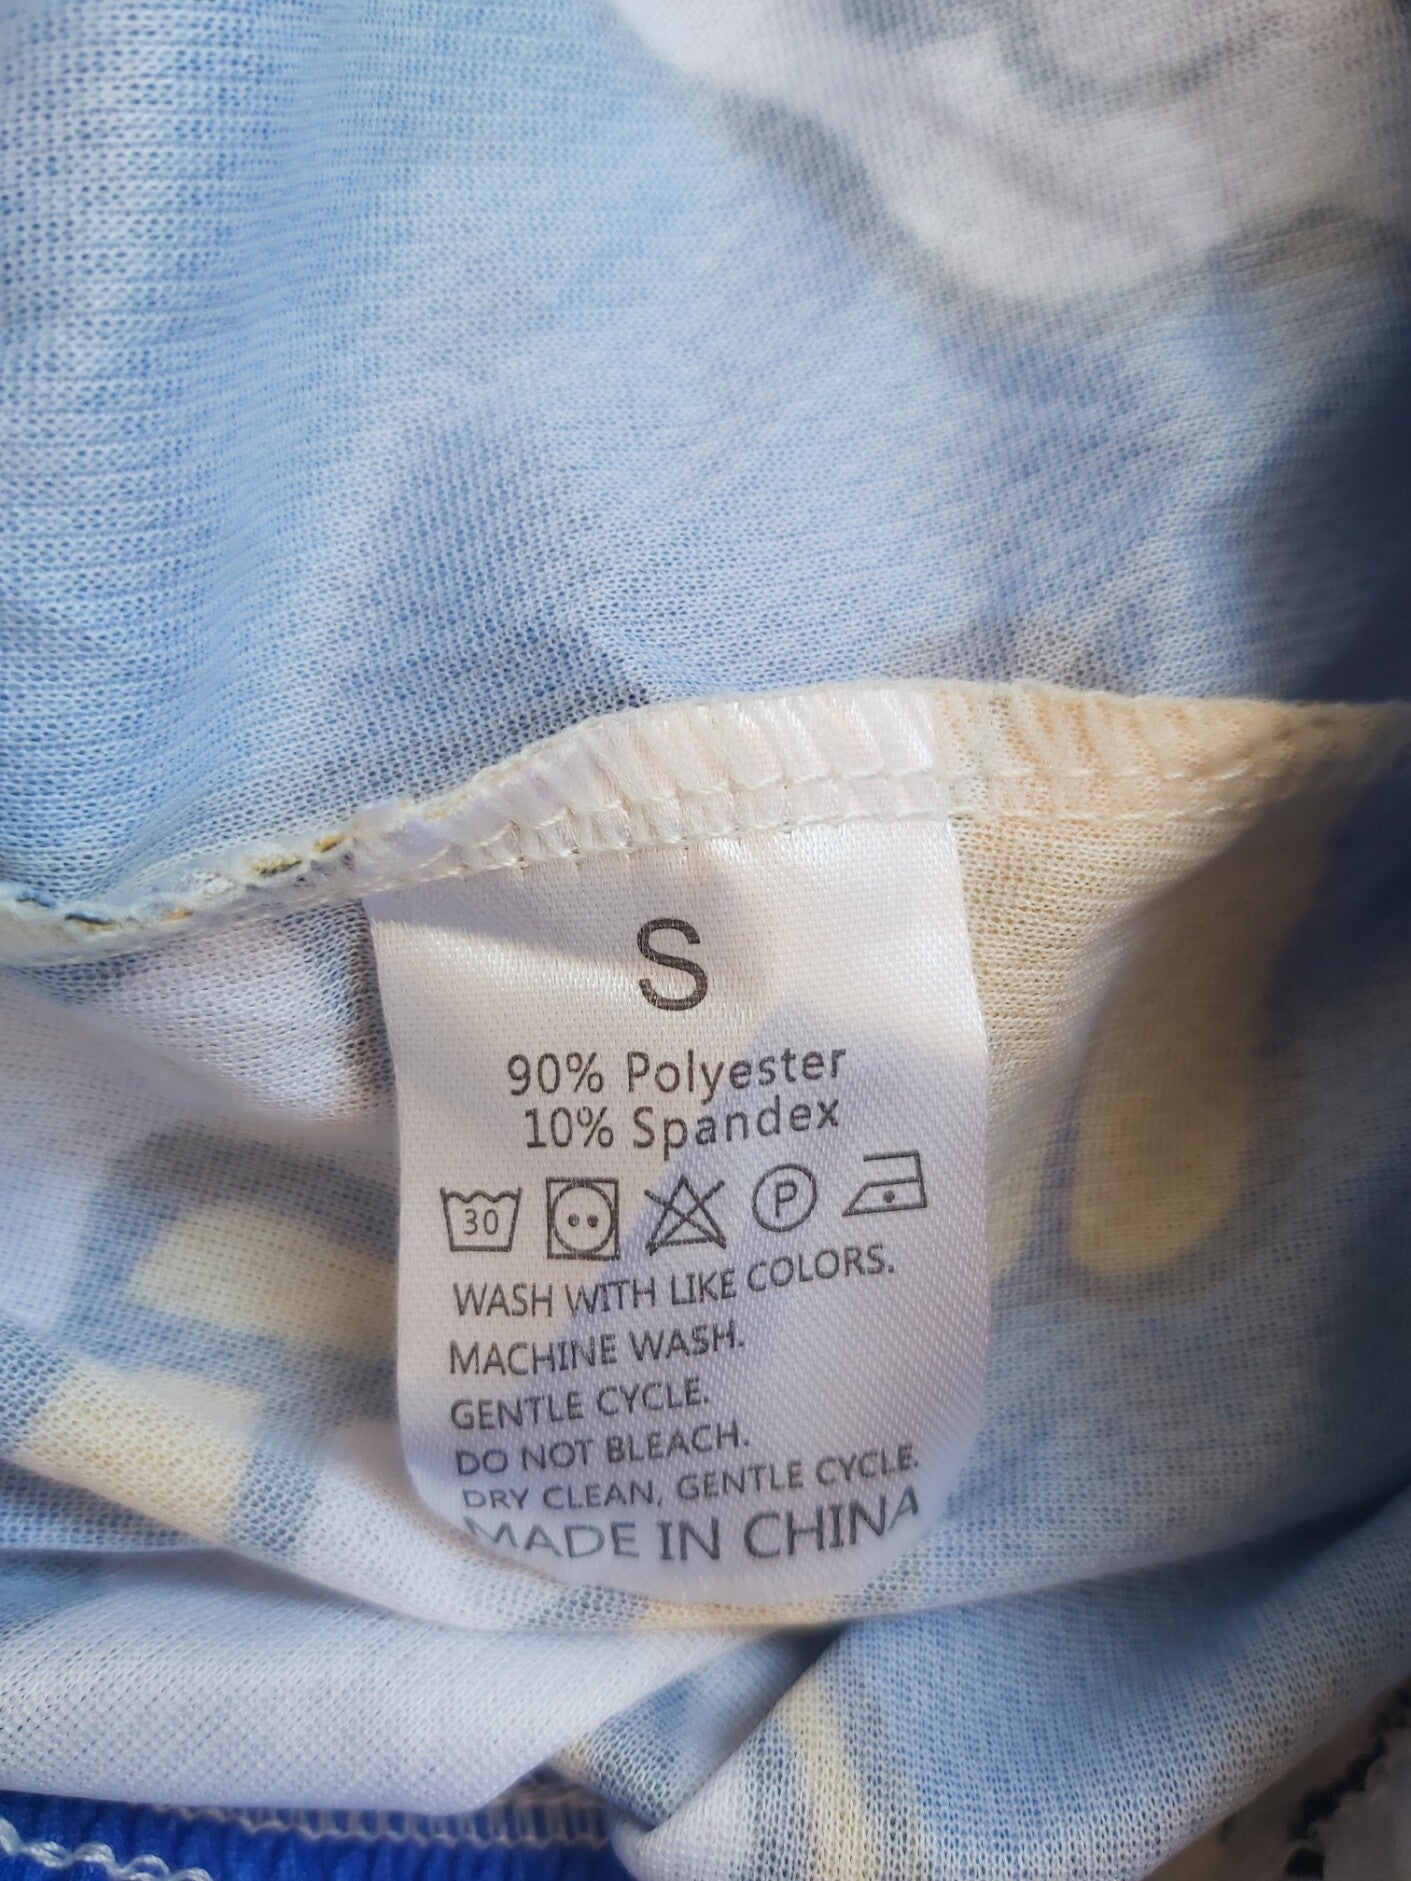 S
90% Polyester
10% Spandex
30 P
WASH WITH LIKE COLORS.
MACHINE WASH.
GENTLE CYCLE.
DO NOT BLEACH.
DRY CLEAN, GENTLE CYCLE.
MADE IN CHINA